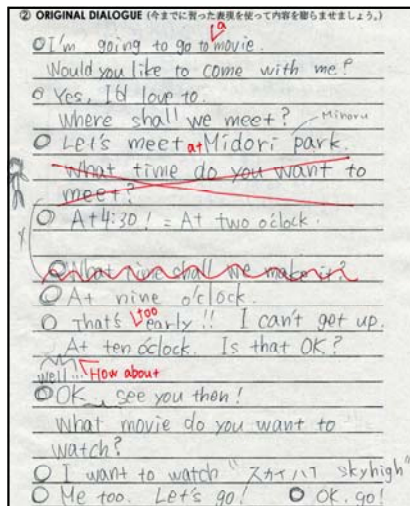 ② ORIGINAL DIALOGUE (今までに習った表現を使って内容を膨らませましょう。)
a
I'm going to go to movie.
Would you like to come with me?
Yes, I'd love to.
Where shall we meet?
Minoru
Let's meet at Midori park.
What time do you want to
meet?
At 4:30! = At two o'clock.
What nine shall we make it?
At nine o'clock.
too
That's early!! I can't get up.
At ten o'clock. Is that OK?
well... How about
OK see you then!
What movie do you want to
watch?
I want to watch "スカイハイ skyhigh"
Me too. Let's go! OK. go!